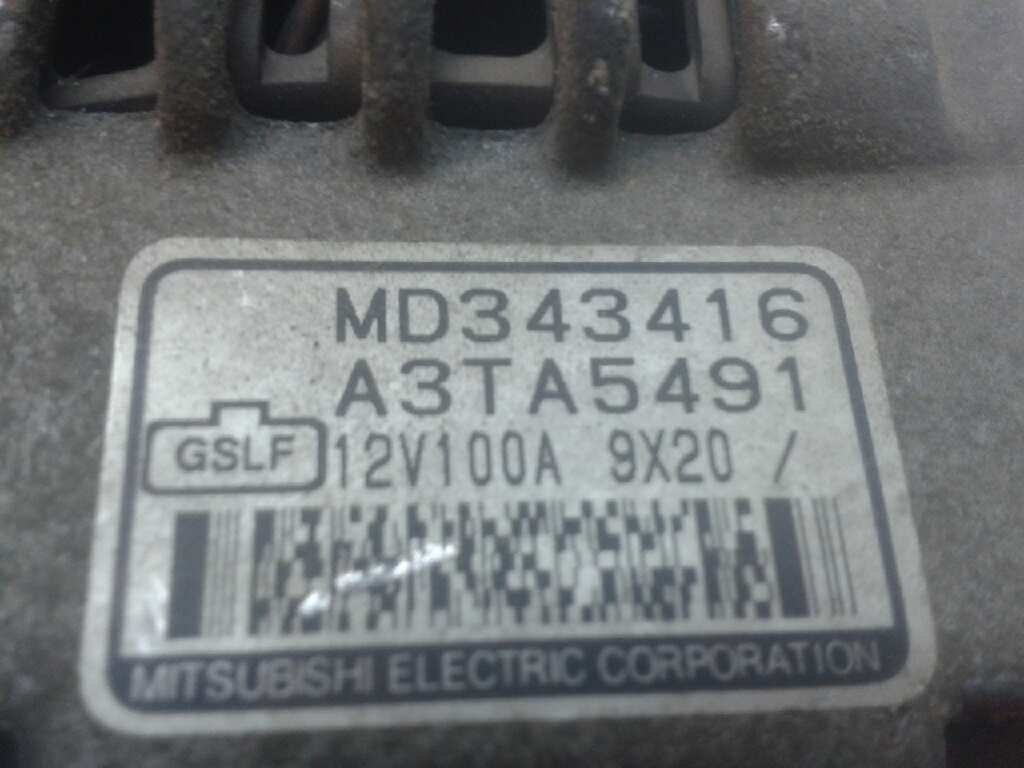 MD343416
A3TA5491
GSLF 12V100A 9X20 /
MITSUBISHI ELECTRIC CORPORATION